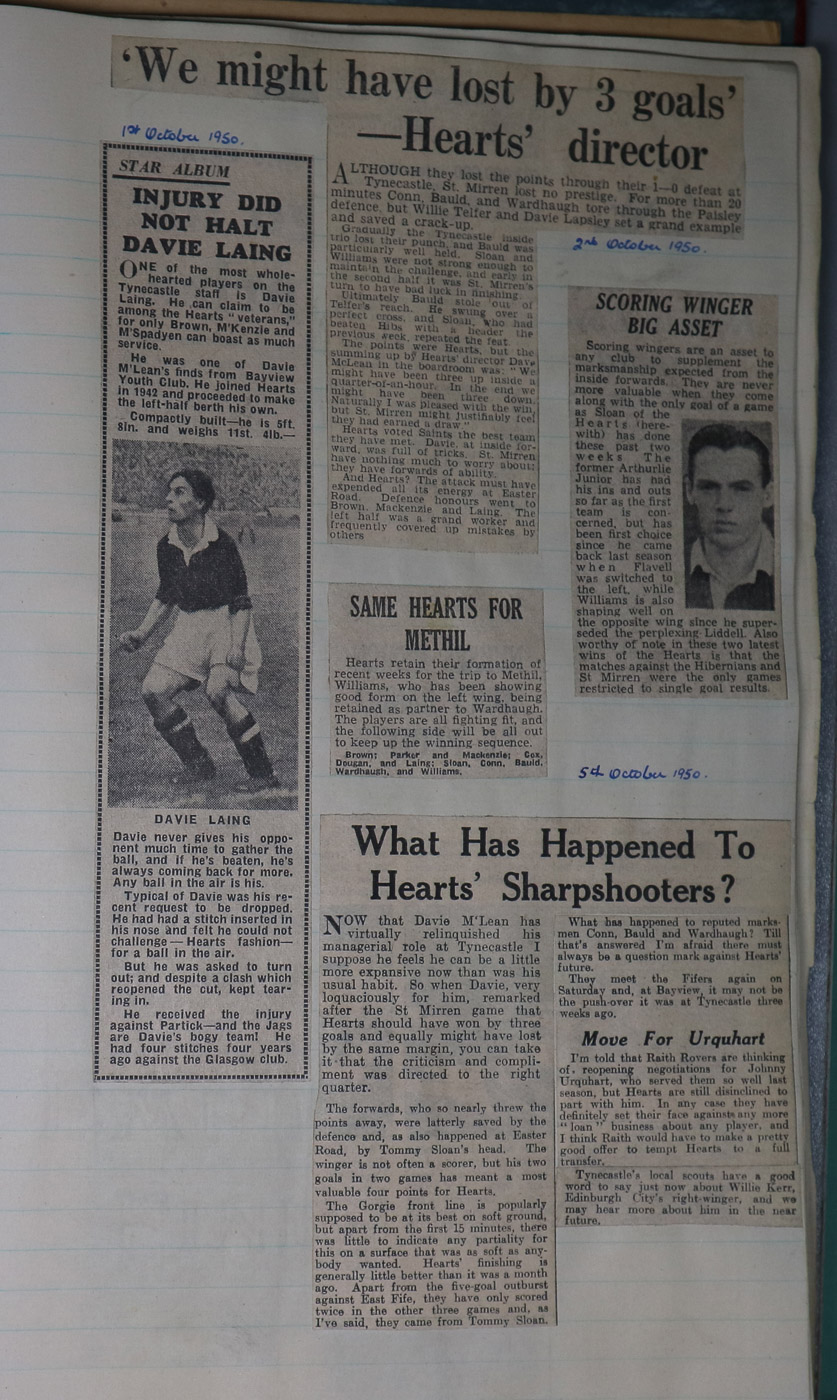 'We might have lost by 3 goals'
—Hearts' director
1st October 1950.
STAR ALBUM
INJURY DID
NOT HALT
DAVIE LAING
ONE of the most whole-
hearted players on the
Tynecastle staff is Davie
Laing. He can claim to be
among the Hearts "veterans,"
for only Brown, M'Kenzie and
M'Spadyen can boast as much
service.
He was one of Davie
M'Lean's finds from Bayview
Youth Club. He joined Hearts
in 1942 and proceeded to make
the left-half berth his own.
Compactly built—he is 5ft.
8in. and weighs 11st. 4lb.—
DAVIE LAING
Davie never gives his oppo-
nent much time to gather the
ball, and if he's beaten, he's
always coming back for more.
Any ball in the air is his.
Typical of Davie was his re-
cent request to be dropped.
He had had a stitch inserted in
his nose and felt he could not
challenge — Hearts fashion—
for a ball in the air.
But he was asked to turn
out; and despite a clash which
reopened the cut, kept tear-
ing in.
He received the injury
against Partick—and the Jags
are Davie's bogy team! He
had four stitches four years
ago against the Glasgow club.
ALTHOUGH they lost the points through their 1—0 defeat at
Tynecastle, St. Mirren lost no prestige. For more than 20
minutes Conn, Bauld, and Wardhaugh tore through the Paisley
defence, but Willie Telfer and Davie Lapsley set a grand example
and saved a crack-up.
Gradually the Tynecastle inside
trio lost their punch, and Bauld was
particularly well held. Sloan and
Williams were not strong enough to
maintain the challenge, and early in
the second half it was St. Mirren's
turn to have bad luck in finishing.
Ultimately Bauld stole out of
Telfer's reach. He swung over a
perfect cross, and Sloan, who had
beaten Hibs with a header the
previous week, repeated the feat.
The points were Hearts', but the
summing up by Hearts' director Dave
McLean in the boardroom was: "We
might have been three up inside a
quarter-of-an-hour. In the end we
might have been three down.
Naturally I was pleased with the win,
but St. Mirren might justifiably feel
they had earned a draw."
Hearts voted Saints the best team
they have met. Davie, at inside for-
ward, was full of tricks. St. Mirren
have nothing much to worry about;
they have forwards of ability.
And Hearts? The attack must have
expended all its energy at Easter
Road. Defence honours went to
Brown, Mackenzie and Laing. The
left half was a grand worker and
frequently covered up mistakes by
others
2nd October 1950.
SCORING WINGER
BIG ASSET
Scoring wingers are an asset to
any club to supplement the
marksmanship expected from the
inside forwards. They are never
more valuable when they come
along with the only goal of a game
as Sloan of the
Hearts (here-
with) has done
these past two
weeks The
former Arthurlie
Junior has had
his ins and outs
so far as the first
team is con-
cerned, but has
been first choice
since he came
back last season
when Flavell
was switched to
the left, while
Williams is also
shaping well on
the opposite wing since he super-
seded the perplexing Liddell. Also
worthy of note in these two latest
wins of the Hearts is that the
matches against the Hibernians and
St Mirren were the only games
restricted to single goal results.
SAME HEARTS FOR
METHIL
Hearts retain their formation of
recent weeks for the trip to Methil,
Williams, who has been showing
good form on the left wing, being
retained as partner to Wardhaugh.
The players are all fighting fit, and
the following side will be all out
to keep up the winning sequence.
Brown; Parker and Mackenzie; Cox,
Dougan, and Laing; Sloan, Conn, Bauld,
Wardhaugh, and Williams.
5th October 1950.
What Has Happened To
Hearts' Sharpshooters?
NOW that Davie M'Lean has
virtually relinquished his
managerial role at Tynecastle I
suppose he feels he can be a little
more expansive now than was his
usual habit. So when Davie, very
loquaciously for him, remarked
after the St Mirren game that
Hearts should have won by three
goals and equally might have lost
by the same margin, you can take
it that the criticism and compli-
ment was directed to the right
quarter.
The forwards, who so nearly threw the
points away, were latterly saved by the
defence and, as also happened at Easter
Road, by Tommy Sloan's head. The
winger is not often a scorer, but his two
goals in two games has meant a most
valuable four points for Hearts.
The Gorgie front line is popularly
supposed to be at its best on soft ground,
but apart from the first 15 minutes, there
was little to indicate any partiality for
this on a surface that was as soft as any-
body wanted. Hearts' finishing is
generally little better than it was a month
ago. Apart from the five-goal outburst
against East Fife, they have only scored
twice in the other three games and, as
I've said, they came from Tommy Sloan.
What has happened to reputed marks-
men Conn, Bauld and Wardhaugh? Till
that's answered I'm afraid there must
always be a question mark against Hearts'
future.
They meet the Fifers again on
Saturday and, at Bayview, it may not be
the push-over it was at Tynecastle three
weeks ago.
Move For Urquhart
I'm told that Raith Rovers are thinking
of reopening negotiations for Johnny
Urquhart, who served them so well last
season, but Hearts are still disinclined to
part with him. In any case they have
definitely set their face against any more
"loan" business about any player, and
I think Raith would have to make a pretty
good offer to tempt Hearts to a full
transfer.
Tynecastle's local scouts have a good
word to say just now about Willie Kerr,
Edinburgh City's right-winger, and we
may hear more about him in the near
future.